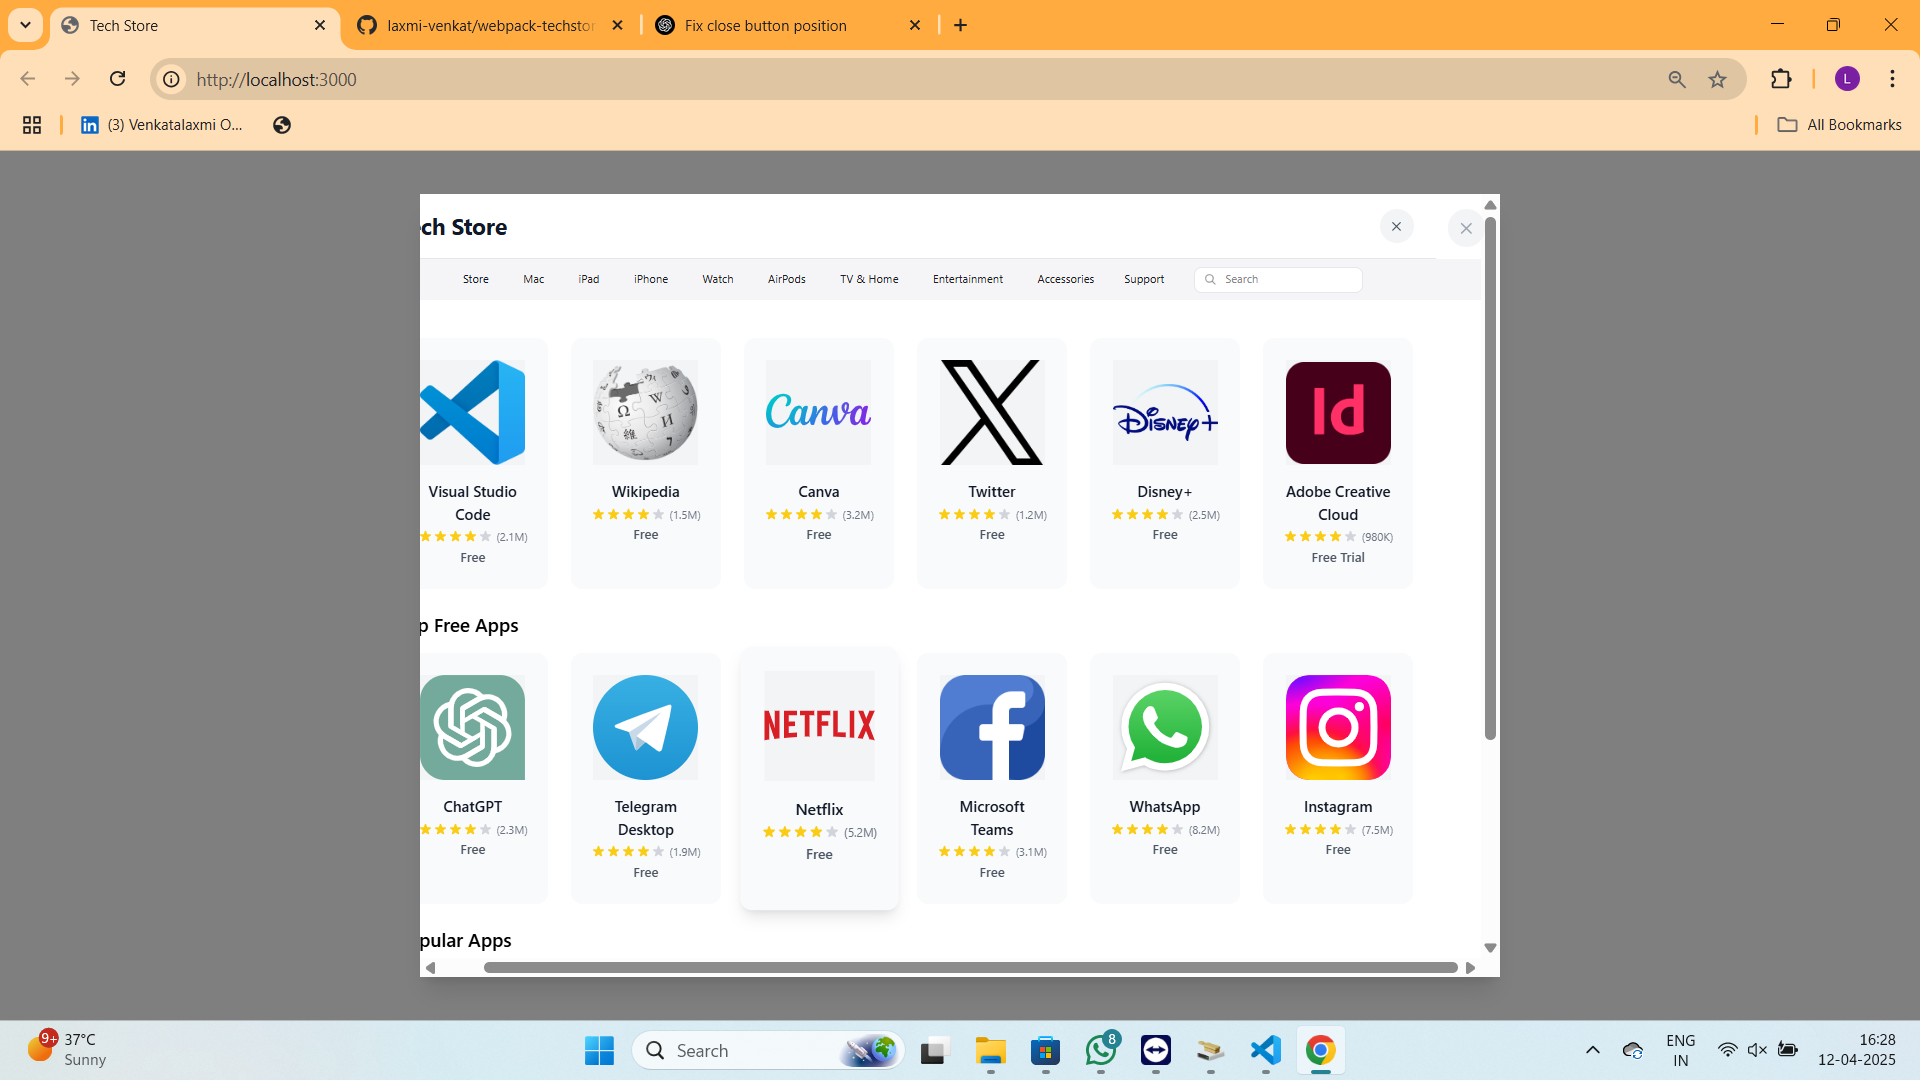 Tech Store
laxmi-venkat/webpack-techstor
Fix close button position
http://localhost:3000
L
in
(3) Venkatalaxmi O...
All Bookmarks
ch Store
Store
Mac
iPad
iPhone
Watch
AirPods
TV & Home
Entertainment
Accessories
Support
Search
Canva
Disney+
Id
Visual Studio
Code
(2.1M)
Free
Wikipedia
(1.5M)
Free
Canva
(3.2M)
Free
Twitter
(1.2M)
Free
Disney+
(2.5M)
Free
Adobe Creative
Cloud
(980K)
Free Trial
p Free Apps
NETFLIX
ChatGPT
(2.3M)
Free
Telegram
Desktop
(1.9M)
Free
Netflix
(5.2M)
Free
Microsoft
Teams
(3.1M)
Free
WhatsApp
(8.2M)
Free
Instagram
(7.5M)
Free
pular Apps
9+
37°C
Sunny
Search
8
ENG
IN
16:28
12-04-2025